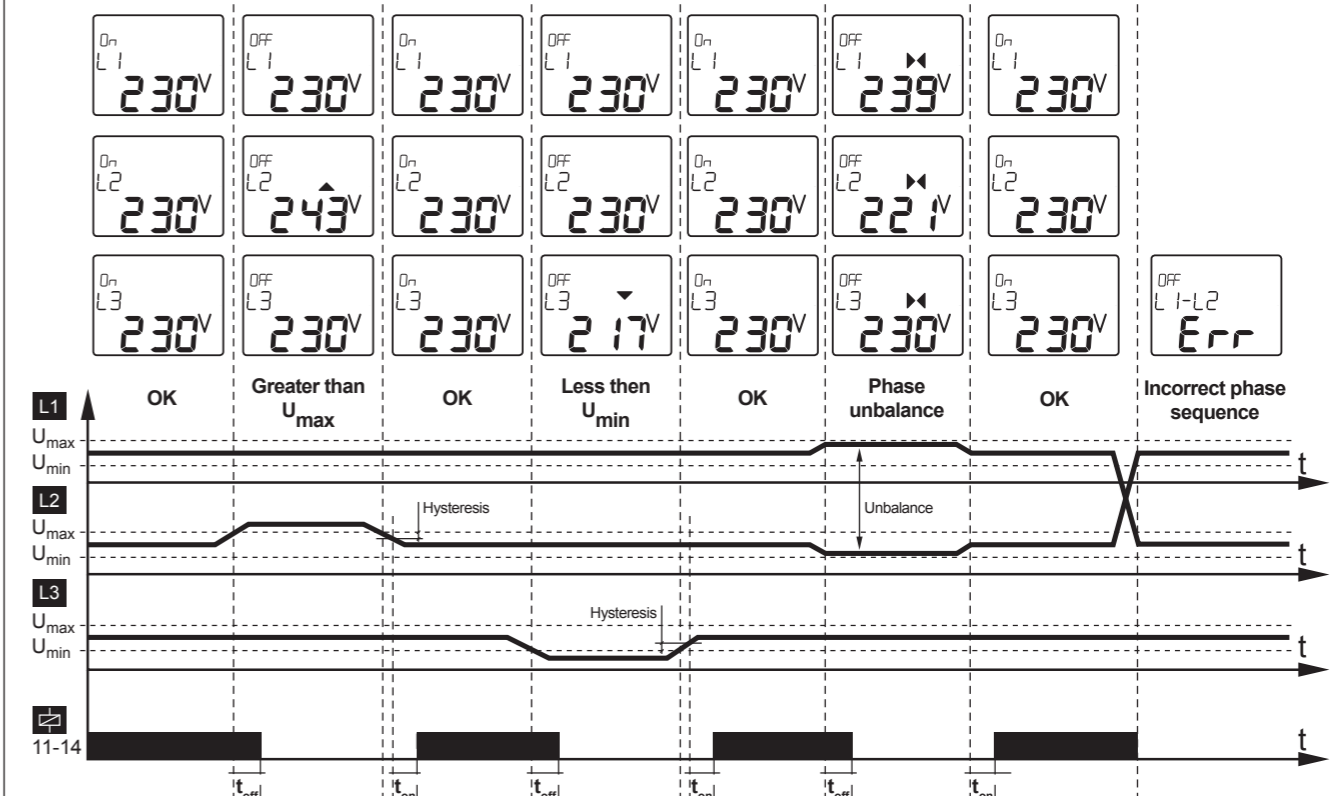 On OFF On OFF On OFF On
L1 L1 L1 L1 L1 L1 L1
230V 230V 230V 230V 230V 239V 230V
On OFF On OFF On OFF On
L2 L2 L2 L2 L2 L2 L2
230V 243V 230V 230V 230V 221V 230V
On OFF On OFF On OFF On OFF
L3 L3 L3 L3 L3 L3 L3 L1-L2
230V 230V 230V 217V 230V 230V 230V Err
OK Greater than Umax OK Less then Umin OK Phase unbalance OK Incorrect phase sequence
L1
Umax
Umin
t
L2
Hysteresis
Unbalance
Umax
Umin
t
L3
Hysteresis
Umax
Umin
t
11-14
t
toff ton toff ton toff ton